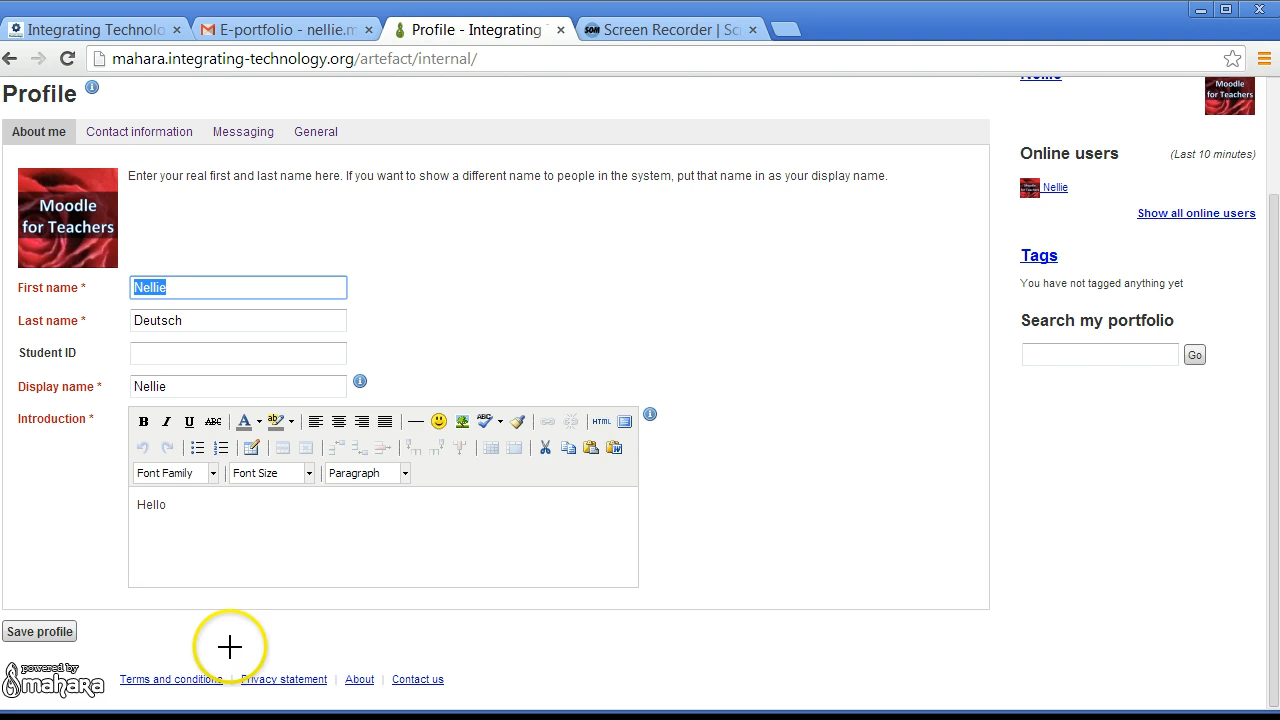 Integrating Technolo
E-portfolio - nellie.m
Profile - Integrating
Screen Recorder | Sc
mahara.integrating-technology.org/artefact/internal/
Profile
Nellie
Moodle
for Teachers
About me
Contact information
Messaging
General
Moodle
for Teachers
Enter your real first and last name here. If you want to show a different name to people in the system, put that name in as your display name.
First name *
Nellie
Last name *
Deutsch
Student ID
Display name *
Nellie
Introduction *
B I U ABC A ab ABC HTML
Font Family
Font Size
Paragraph
Hello
Save profile
powered by
mahara
Terms and conditions | Privacy statement | About | Contact us
Online users
(Last 10 minutes)
Nellie
Show all online users
Tags
You have not tagged anything yet
Search my portfolio
Go